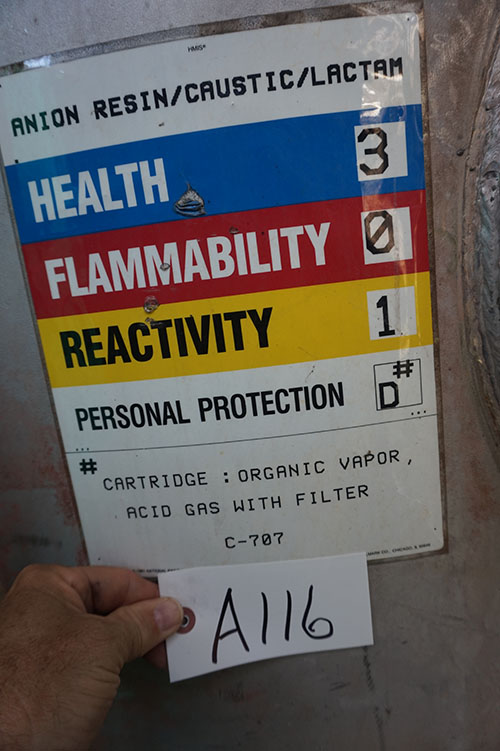 HMIS®
ANION RESIN/CAUSTIC/LACTAM
HEALTH 3
FLAMMABILITY 0
REACTIVITY 1
PERSONAL PROTECTION D#
# CARTRIDGE : ORGANIC VAPOR,
ACID GAS WITH FILTER
C-707
A116